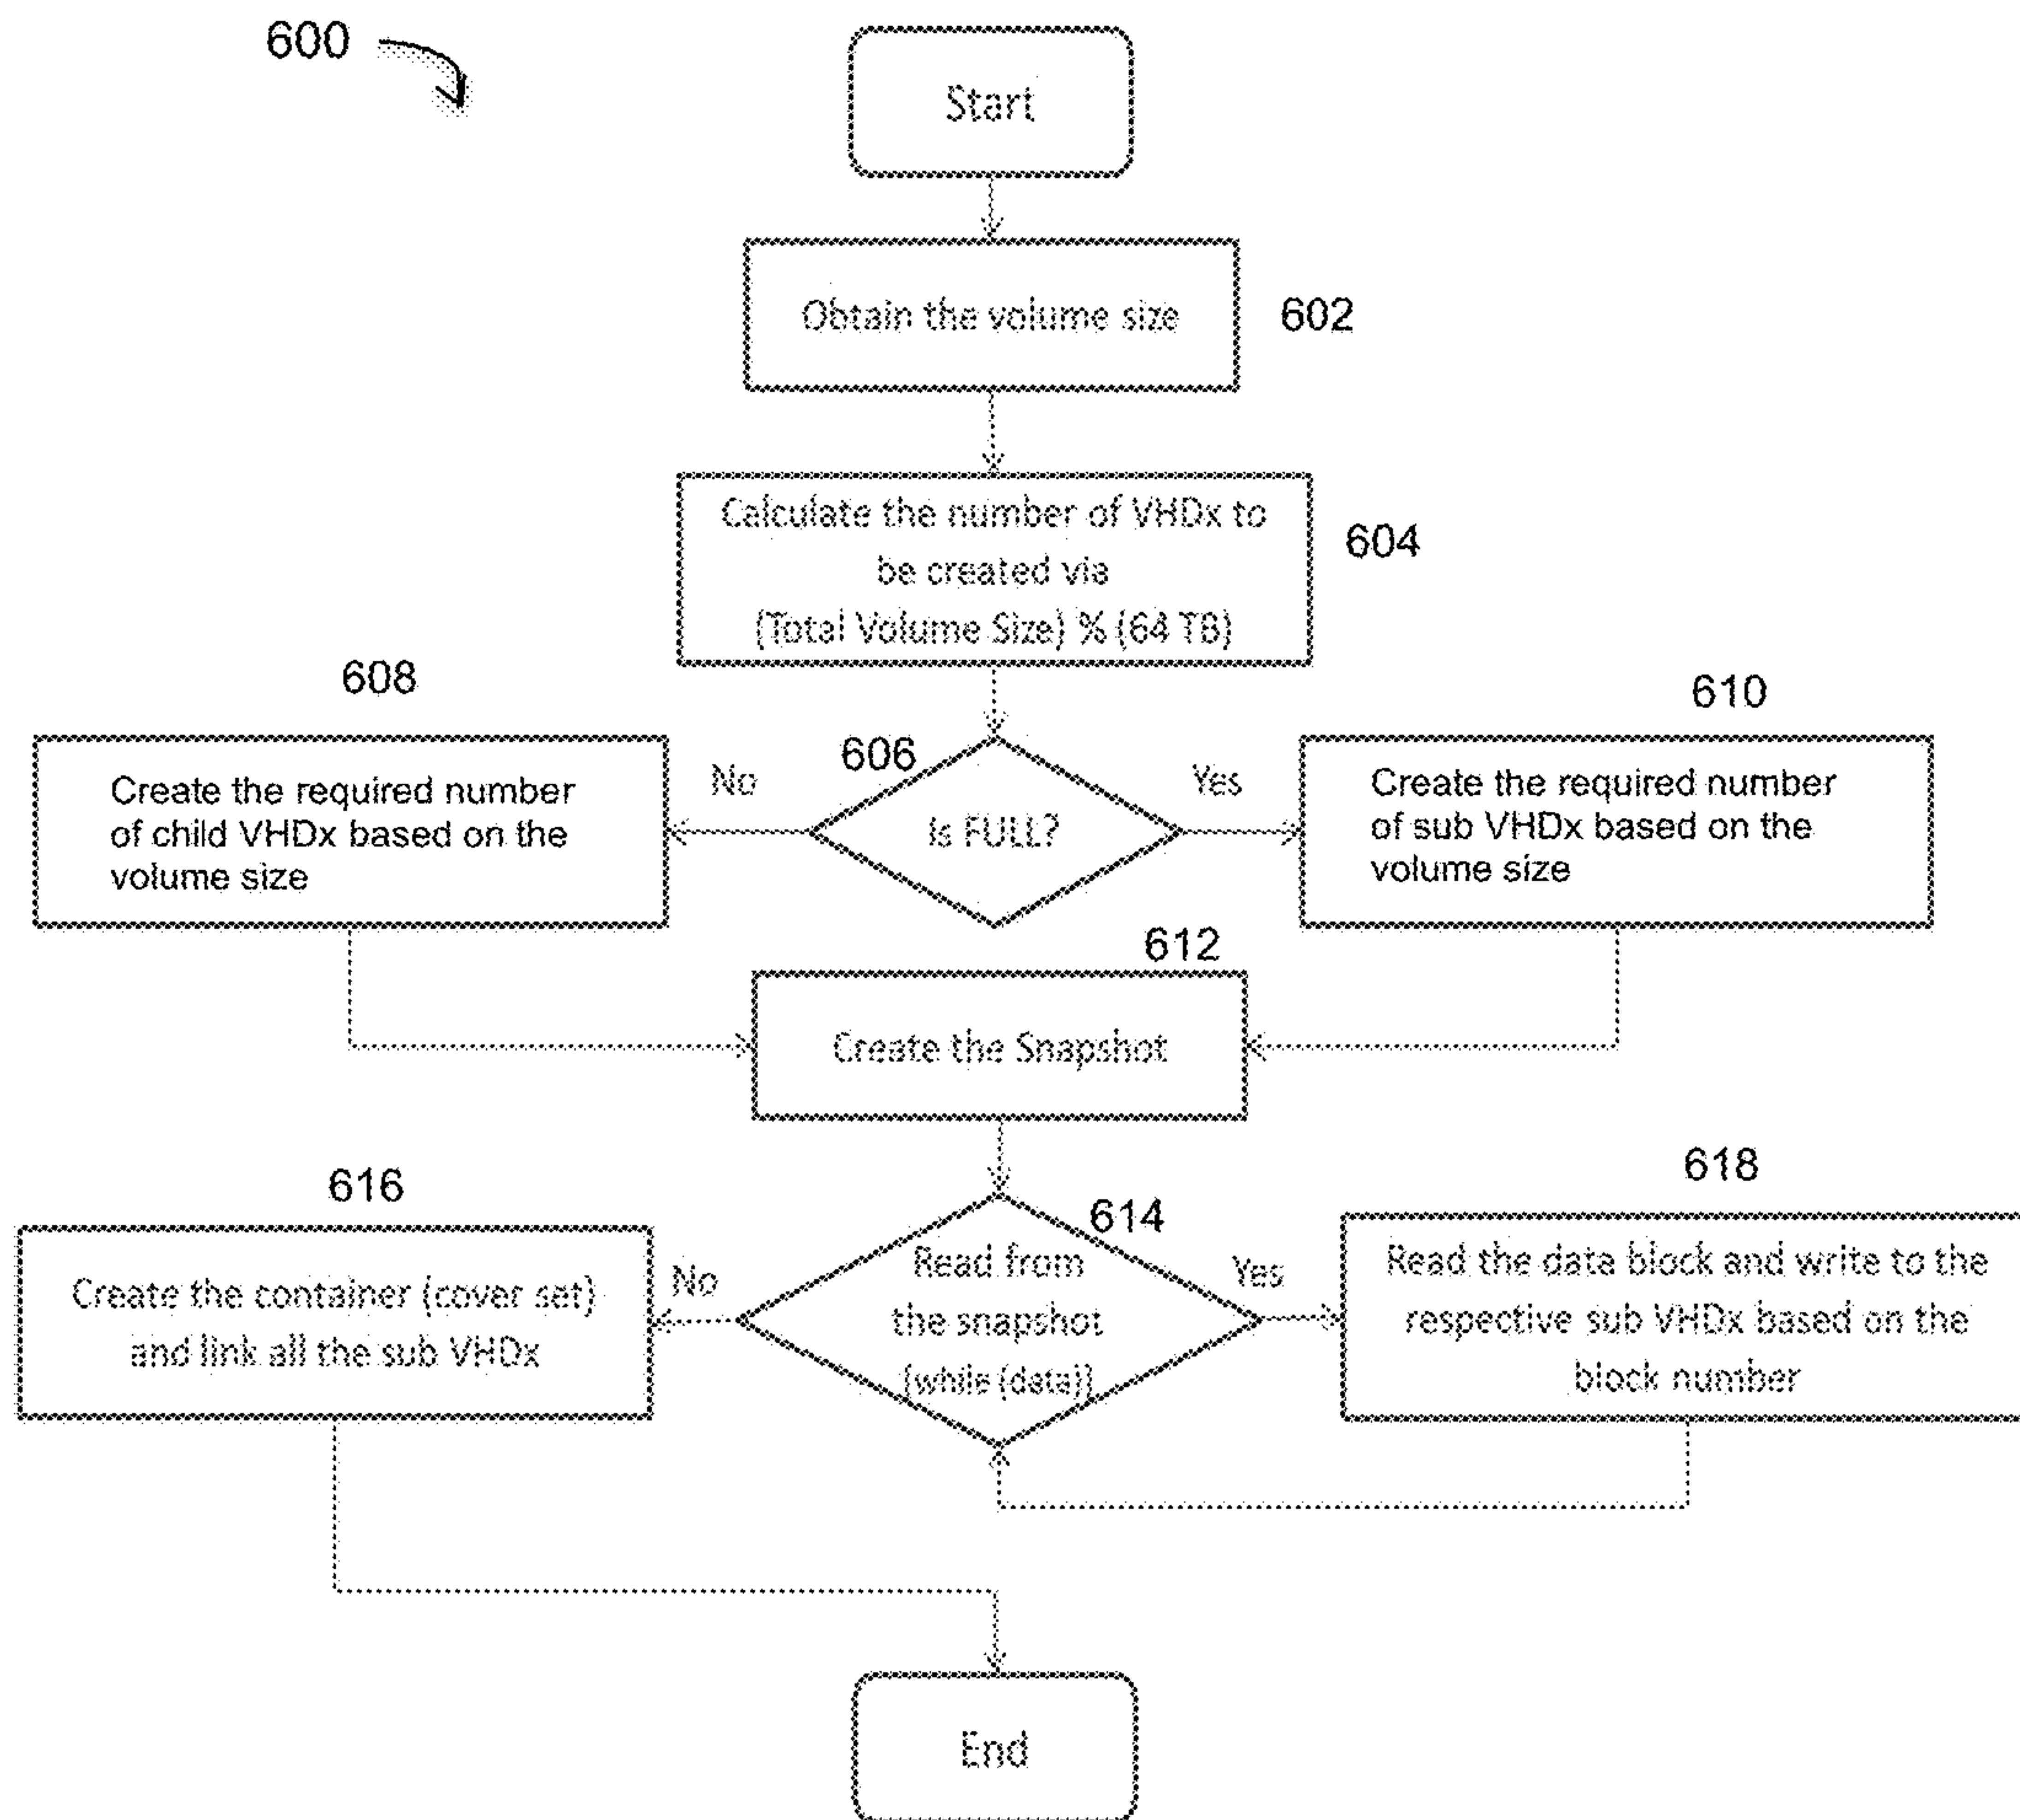 600
Start
Obtain the volume size
602
Calculate the number of VHDx to
be created via
(Total Volume Size) % (64 TB)
604
608
610
606
No
Yes
Create the required number
of child VHDx based on the
volume size
Is FULL?
Create the required number
of sub VHDx based on the
volume size
612
Create the Snapshot
616
618
614
No
Yes
Create the container (cover set)
and link all the sub VHDx
Read from
the snapshot
(while (data))
Read the data block and write to the
respective sub VHDx based on the
block number
End